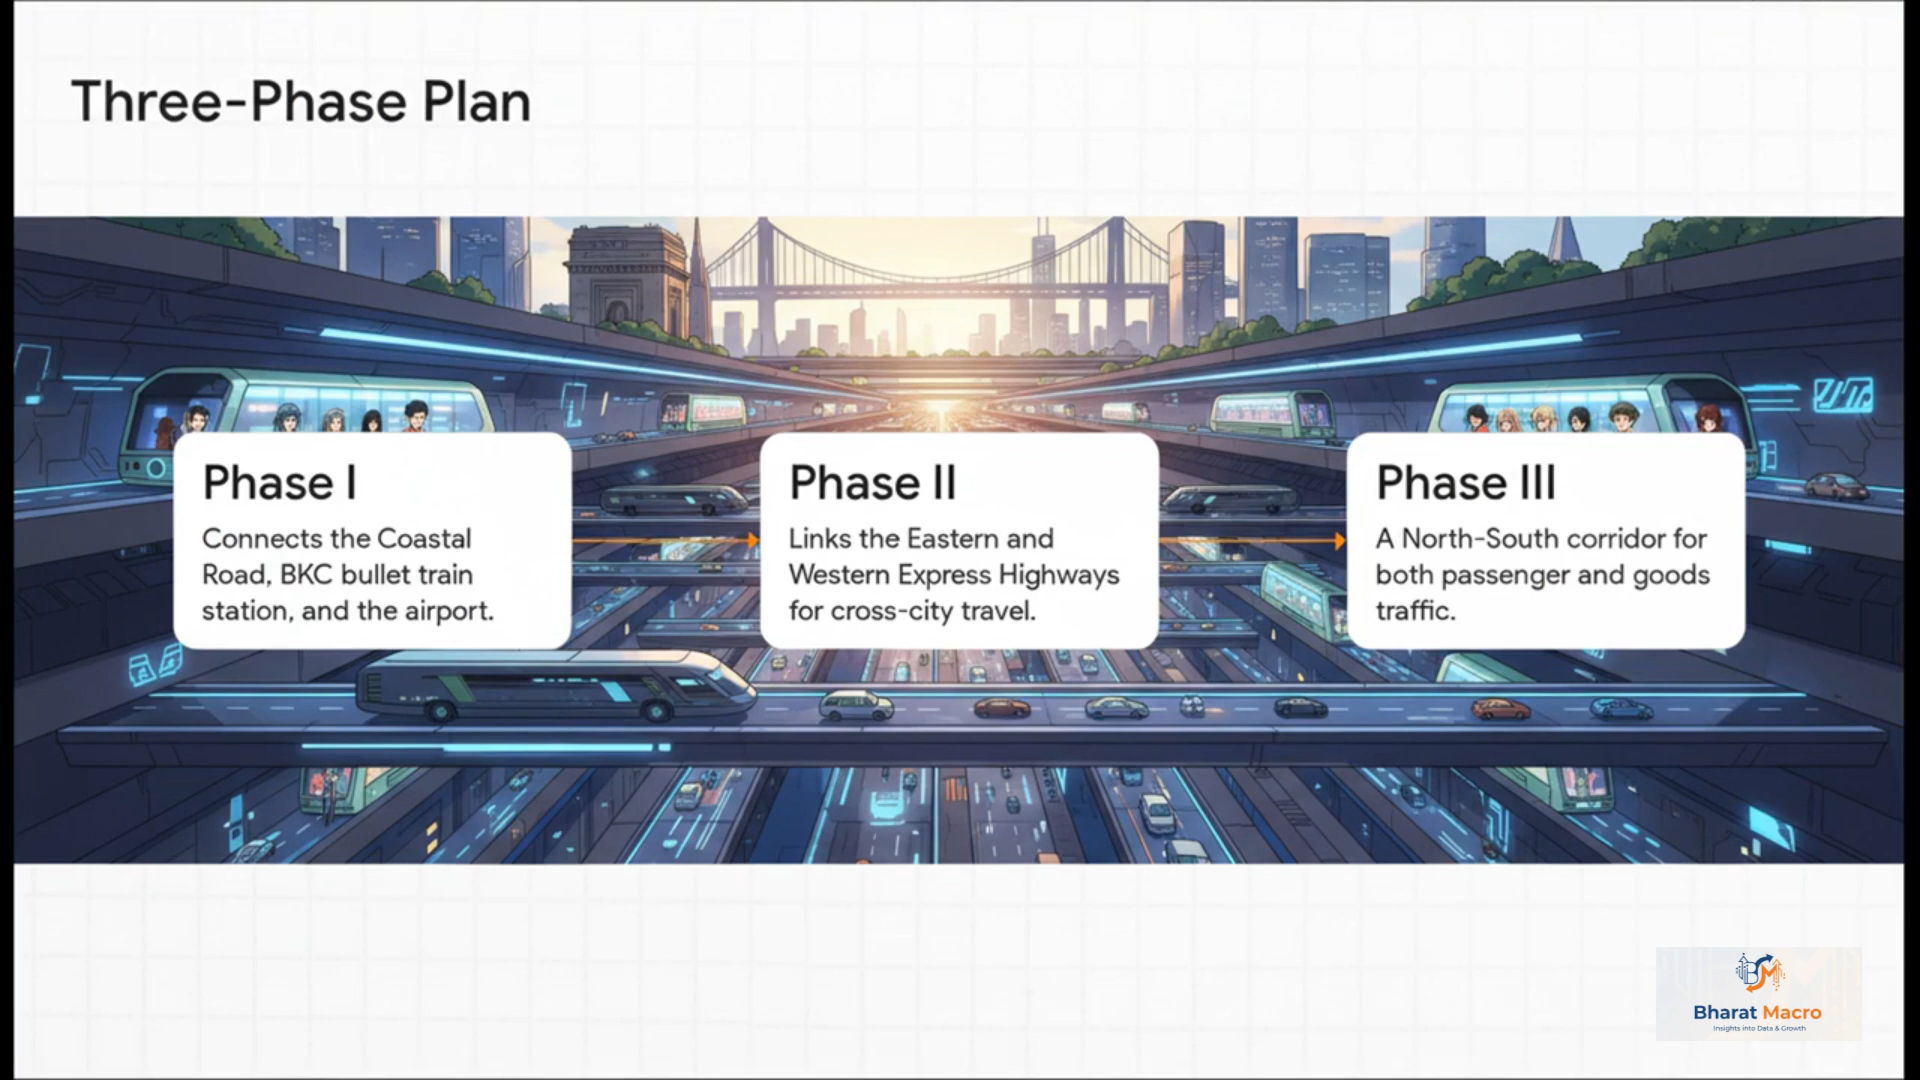 Three-Phase Plan
Phase I
Connects the Coastal
Road, BKC bullet train
station, and the airport.
Phase II
Links the Eastern and
Western Express Highways
for cross-city travel.
Phase III
A North-South corridor for
both passenger and goods
traffic.
BM
Bharat Macro
Insights into Data & Growth